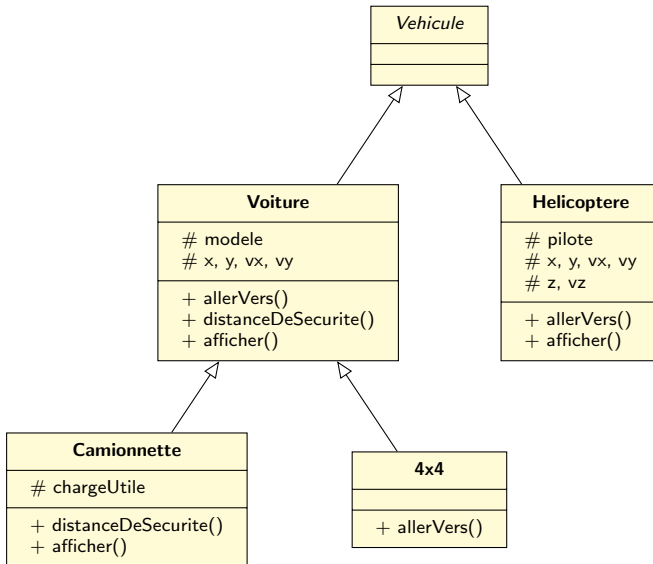 Vehicule
Voiture
# modele
# x, y, vx, vy
+ allerVers()
+ distanceDeSecurite()
+ afficher()
Helicoptere
# pilote
# x, y, vx, vy
# z, vz
+ allerVers()
+ afficher()
Camionnette
# chargeUtile
+ distanceDeSecurite()
+ afficher()
4x4
+ allerVers()